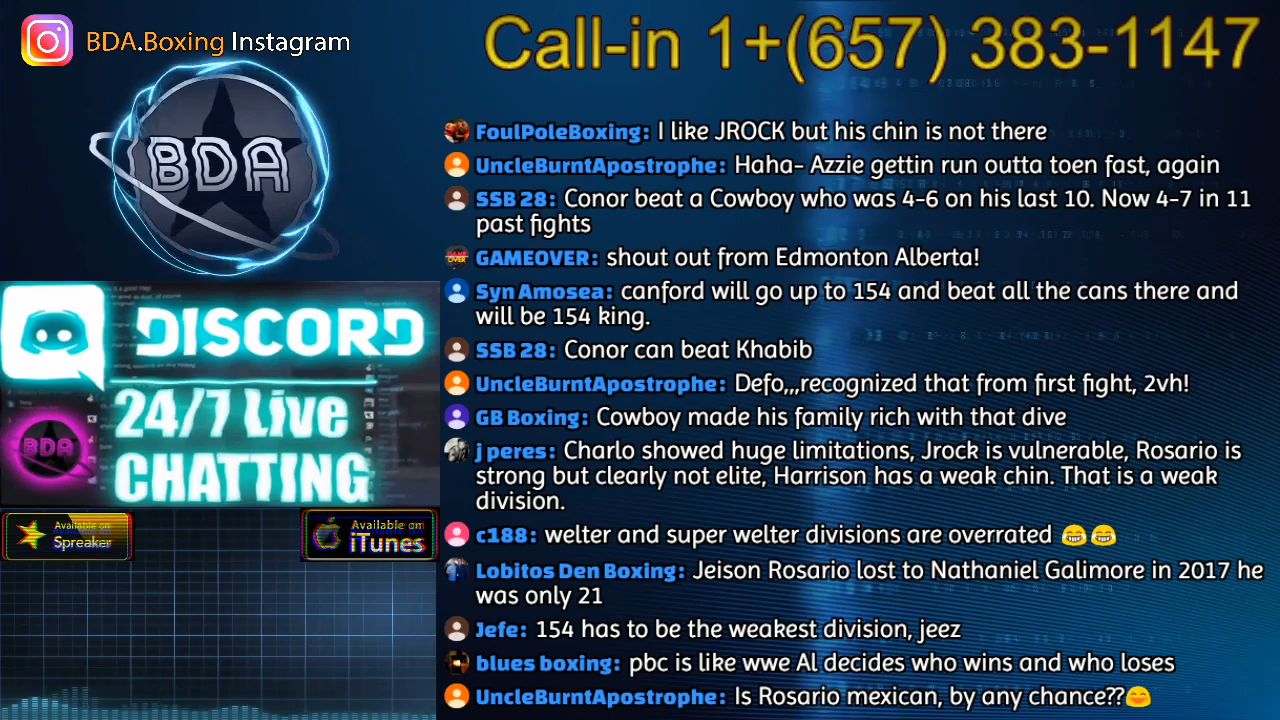 BDA.Boxing Instagram
Call-in 1+(657) 383-1147
BDA
DISCORD
24/7 Live
CHATTING
BDA
Available on
Spreaker
Available on
iTunes
FoulPoleBoxing: I like JROCK but his chin is not there
UncleBurntApostrophe: Haha- Azzie gettin run outta toen fast, again
SSB 28: Conor beat a Cowboy who was 4-6 on his last 10. Now 4-7 in 11
past fights
GAMEOVER: shout out from Edmonton Alberta!
Syn Amosea: canford will go up to 154 and beat all the cans there and
will be 154 king.
SSB 28: Conor can beat Khabib
UncleBurntApostrophe: Defo,,,recognized that from first fight, 2vh!
GB Boxing: Cowboy made his family rich with that dive
j peres: Charlo showed huge limitations, Jrock is vulnerable, Rosario is
strong but clearly not elite, Harrison has a weak chin. That is a weak
division.
c188: welter and super welter divisions are overrated 😂😂
Lobitos Den Boxing: Jeison Rosario lost to Nathaniel Galimore in 2017 he
was only 21
Jefe: 154 has to be the weakest division, jeez
blues boxing: pbc is like wwe Al decides who wins and who loses
UncleBurntApostrophe: Is Rosario mexican, by any chance??😊